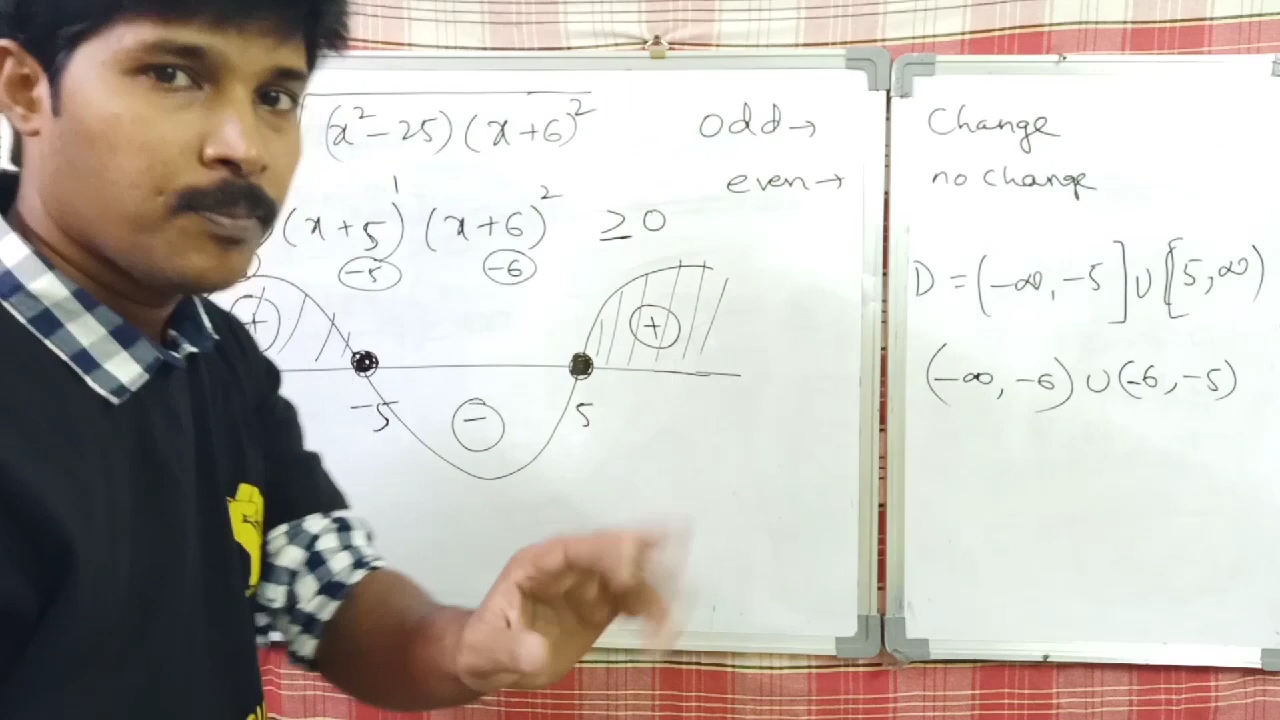 (x²-25)(x+6)²
(x+5)¹ (x+6)² ≥0
-5 -6
+ +
-5 - 5
odd→ Change
even→ no change
D = (-∞, -5] ∪ [5, ∞)
(-∞, -6) ∪ (-6, -5)